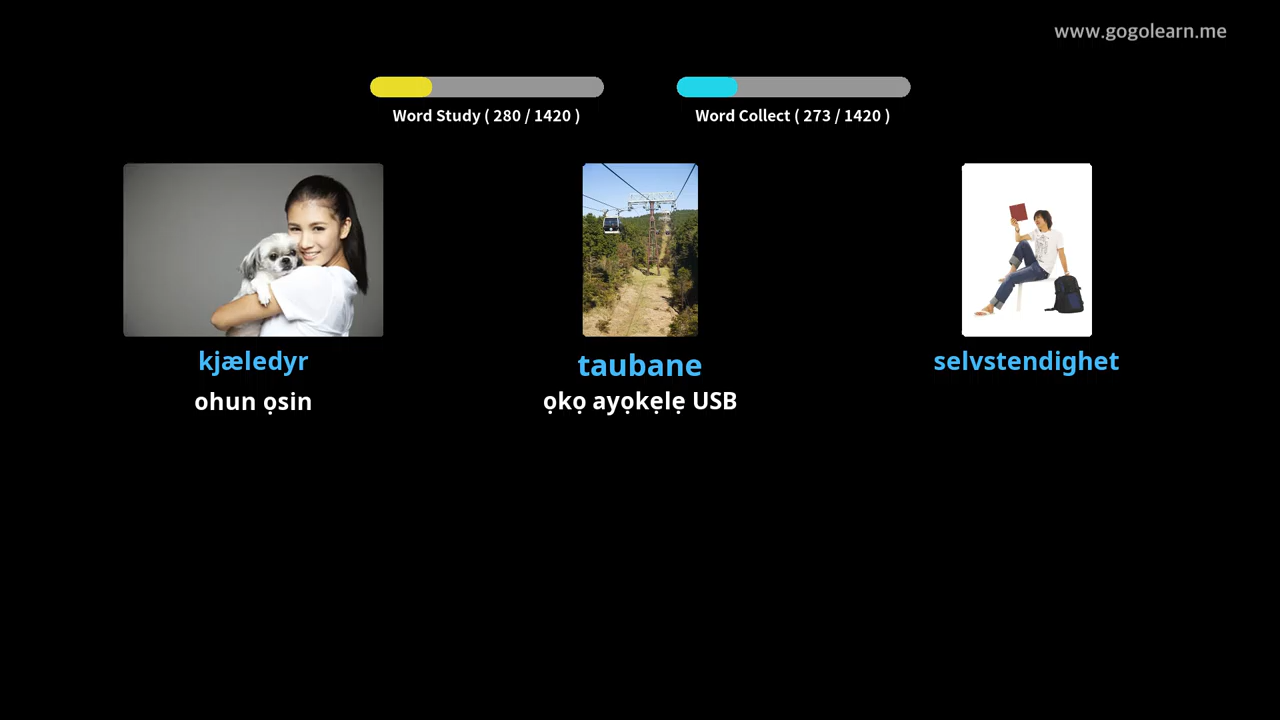 www.gogolearn.me
Word Study ( 280 / 1420 )
Word Collect ( 273 / 1420 )
kjæledyr
taubane
selvstendighet
ohun ọsin
ọkọ ayọkẹlẹ USB